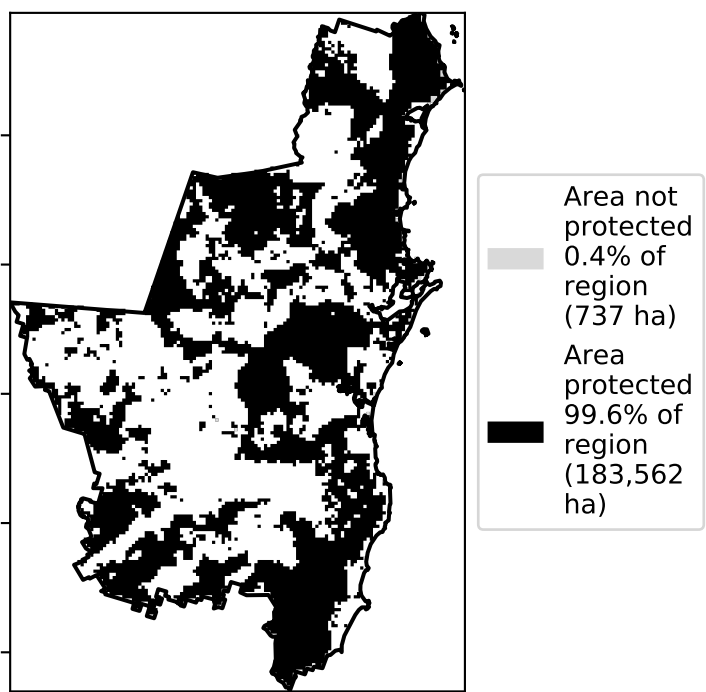 Area not
protected
0.4% of
region
(737 ha)
Area
protected
99.6% of
region
(183,562
ha)